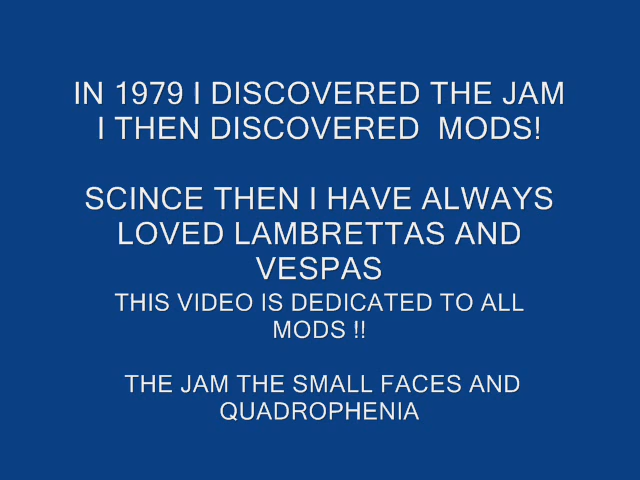 IN 1979 I DISCOVERED THE JAM
I THEN DISCOVERED  MODS!
SCINCE THEN I HAVE ALWAYS
LOVED LAMBRETTAS AND
VESPAS
THIS VIDEO IS DEDICATED TO ALL
MODS !!
THE JAM THE SMALL FACES AND
QUADROPHENIA